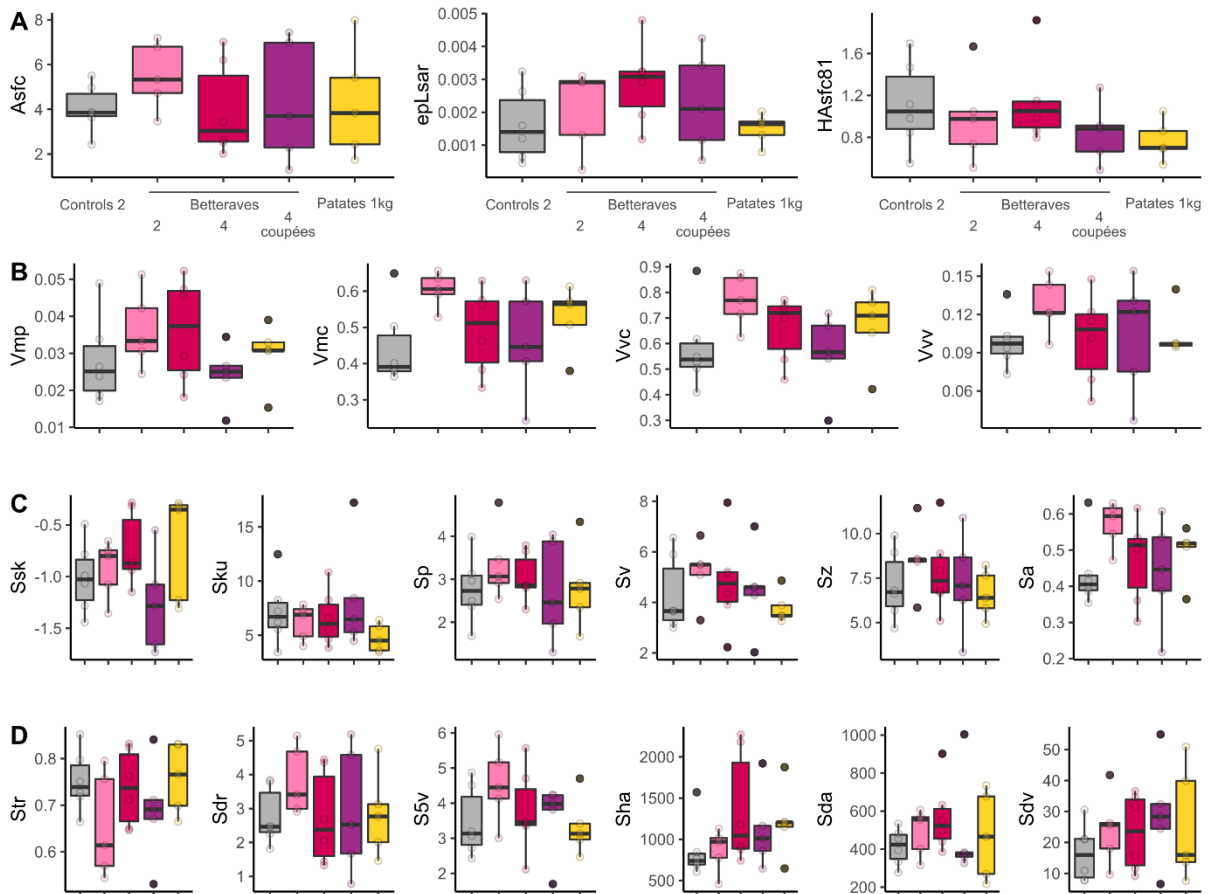 A
Asfc
8
6
4
2
epLsar
0.005
0.004
0.003
0.002
0.001
HAsfc81
1.6
1.2
0.8
Controls 2 Betteraves Patates 1kg
2 4 4
coupées
Controls 2 Betteraves Patates 1kg
2 4 4
coupées
Controls 2 Betteraves Patates 1kg
2 4 4
coupées
B
Vmp
0.05
0.04
0.03
0.02
0.01
Vmc
0.6
0.5
0.4
0.3
Vvc
0.9
0.8
0.7
0.6
0.5
0.4
0.3
Vvv
0.15
0.12
0.09
0.06
C
Ssk
-0.5
-1.0
-1.5
Sku
15
10
5
Sp
4
3
2
Sv
8
6
4
2
Sz
10.0
7.5
5.0
Sa
0.6
0.5
0.4
0.3
0.2
D
Str
0.8
0.7
0.6
Sdr
5
4
3
2
1
S5v
6
5
4
3
2
Sha
2000
1500
1000
500
Sda
1000
800
600
400
200
Sdv
50
40
30
20
10